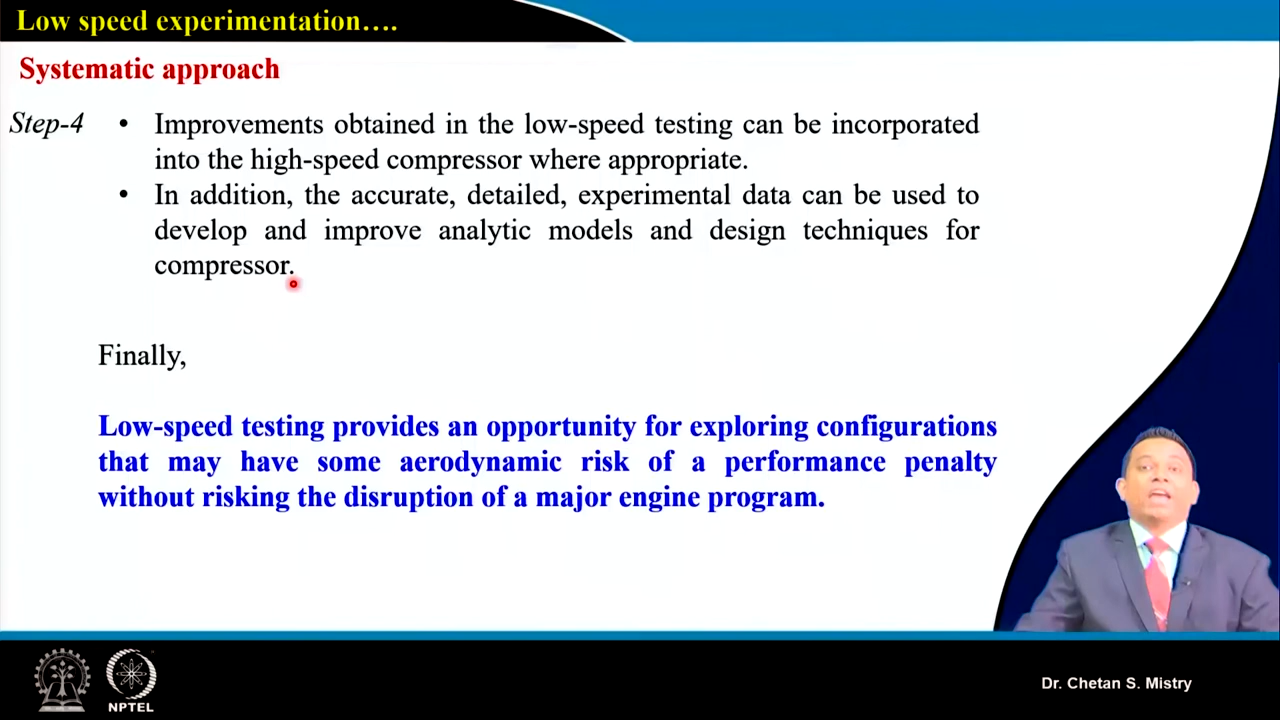 Low speed experimentation....
Systematic approach
Step-4 • Improvements obtained in the low-speed testing can be incorporated
into the high-speed compressor where appropriate.
• In addition, the accurate, detailed, experimental data can be used to
develop and improve analytic models and design techniques for
compressor.
Finally,
Low-speed testing provides an opportunity for exploring configurations
that may have some aerodynamic risk of a performance penalty
without risking the disruption of a major engine program.
NPTEL
Dr. Chetan S. Mistry